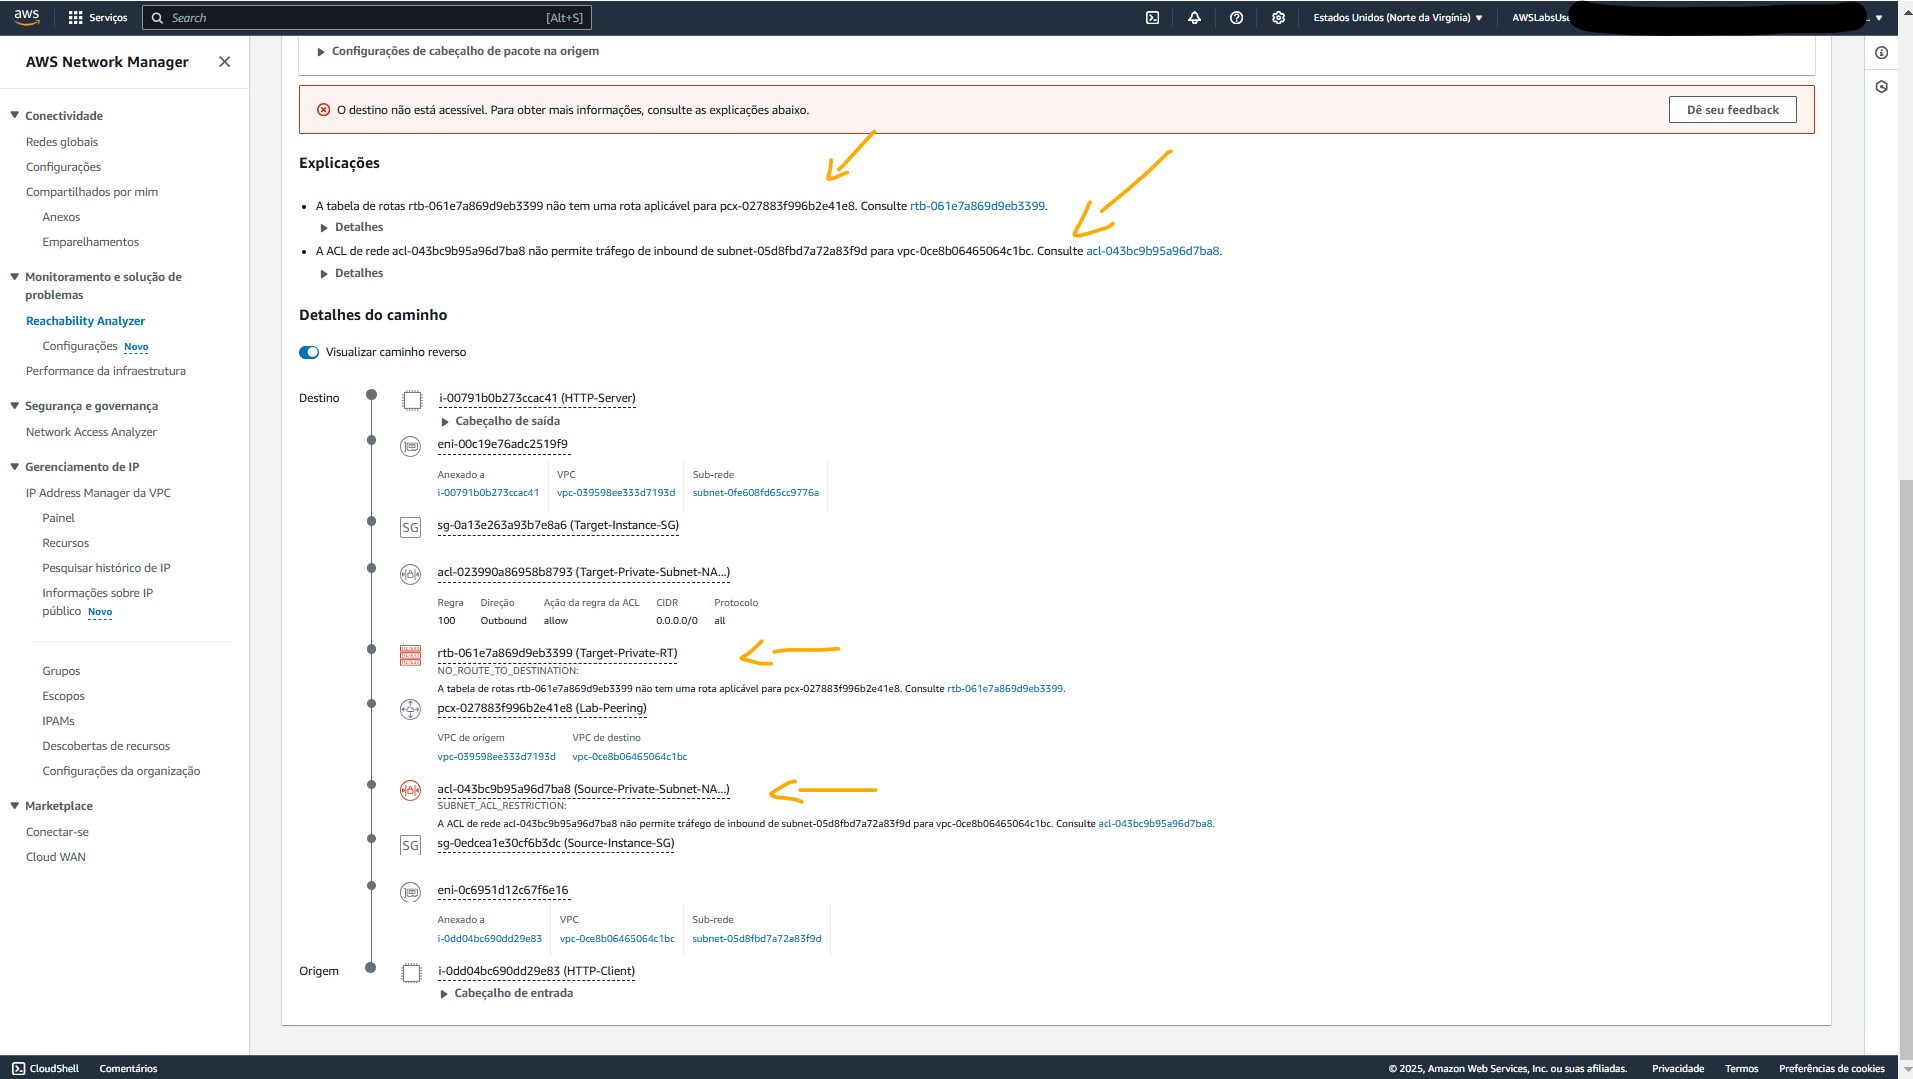 aws
Serviços
Search
[Alt+S]
Estados Unidos (Norte da Virgínia)
AWSLabsUse
AWS Network Manager
Conectividade
Redes globais
Configurações
Compartilhados por mim
Anexos
Emparelhamentos
Monitoramento e solução de
problemas
Reachability Analyzer
Configurações Novo
Performance da infraestrutura
Segurança e governança
Network Access Analyzer
Gerenciamento de IP
IP Address Manager da VPC
Painel
Recursos
Pesquisar histórico de IP
Informações sobre IP
público Novo
Grupos
Escopos
IPAMs
Descobertas de recursos
Configurações da organização
Marketplace
Conectar-se
Cloud WAN
Configurações de cabeçalho de pacote na origem
O destino não está acessível. Para obter mais informações, consulte as explicações abaixo.
Dê seu feedback
Explicações
A tabela de rotas rtb-061e7a869d9eb3399 não tem uma rota aplicável para pcx-027883f996b2e41e8. Consulte rtb-061e7a869d9eb3399.
Detalhes
A ACL de rede acl-043bc9b95a96d7ba8 não permite tráfego de inbound de subnet-05d8fbd7a72a83f9d para vpc-0ce8b06465064c1bc. Consulte acl-043bc9b95a96d7ba8.
Detalhes
Detalhes do caminho
Visualizar caminho reverso
Destino
i-00791b0b273ccac41 (HTTP-Server)
Cabeçalho de saída
eni-00c19e76adc2519f9
Anexado a VPC Sub-rede
i-00791b0b273ccac41 vpc-039598ee333d7193d subnet-0fe608fd65cc9776a
SG sg-0a13e263a93b7e8a6 (Target-Instance-SG)
acl-023990a86958b8793 (Target-Private-Subnet-NA...)
Regra Direção Ação da regra da ACL CIDR Protocolo
100 Outbound allow 0.0.0.0/0 all
rtb-061e7a869d9eb3399 (Target-Private-RT)
NO_ROUTE_TO_DESTINATION:
A tabela de rotas rtb-061e7a869d9eb3399 não tem uma rota aplicável para pcx-027883f996b2e41e8. Consulte rtb-061e7a869d9eb3399.
pcx-027883f996b2e41e8 (Lab-Peering)
VPC de origem VPC de destino
vpc-039598ee333d7193d vpc-0ce8b06465064c1bc
acl-043bc9b95a96d7ba8 (Source-Private-Subnet-NA...)
SUBNET_ACL_RESTRICTION:
A ACL de rede acl-043bc9b95a96d7ba8 não permite tráfego de inbound de subnet-05d8fbd7a72a83f9d para vpc-0ce8b06465064c1bc. Consulte acl-043bc9b95a96d7ba8.
SG sg-0edcea1e30cf6b3dc (Source-Instance-SG)
eni-0c6951d12c67f6e16
Anexado a VPC Sub-rede
i-0dd04bc690dd29e83 vpc-0ce8b06465064c1bc subnet-05d8fbd7a72a83f9d
Origem
i-0dd04bc690dd29e83 (HTTP-Client)
Cabeçalho de entrada
CloudShell
Comentários
© 2025, Amazon Web Services, Inc. ou suas afiliadas.
Privacidade
Termos
Preferências de cookies